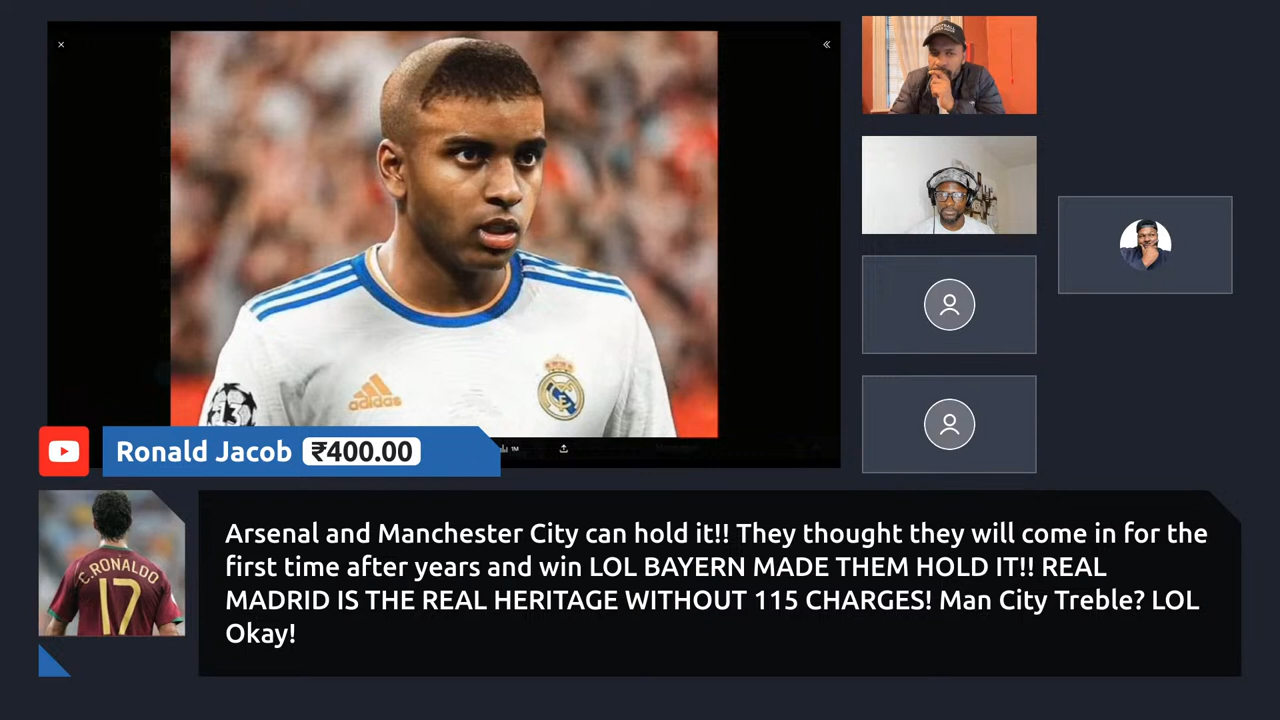 adidas
1M
Ronald Jacob ₹400.00
C.RONALDO
17
Arsenal and Manchester City can hold it!! They thought they will come in for the
first time after years and win LOL BAYERN MADE THEM HOLD IT!! REAL
MADRID IS THE REAL HERITAGE WITHOUT 115 CHARGES! Man City Treble? LOL
Okay!